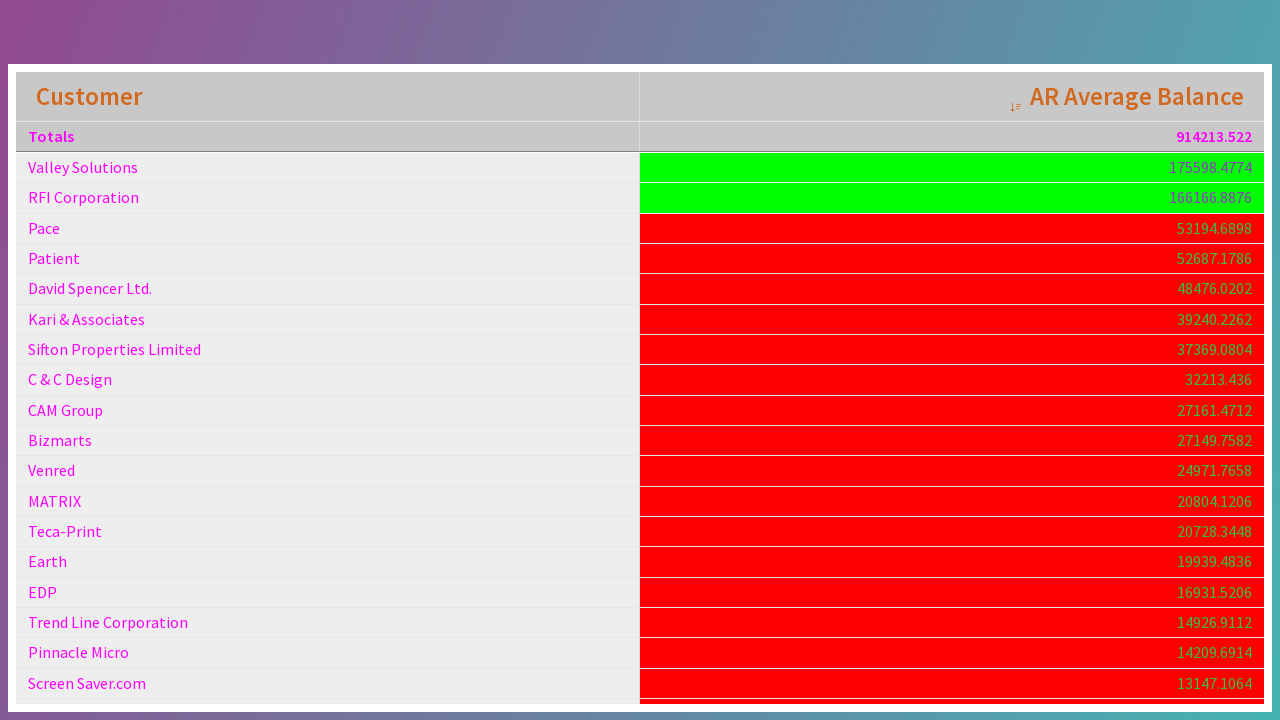 Customer AR Average Balance
Totals 914213.522
Valley Solutions 175598.4774
RFI Corporation 166166.8876
Pace 53194.6898
Patient 52687.1786
David Spencer Ltd. 48476.0202
Kari & Associates 39240.2262
Sifton Properties Limited 37369.0804
C & C Design 32213.436
CAM Group 27161.4712
Bizmarts 27149.7582
Venred 24971.7658
MATRIX 20804.1206
Teca-Print 20728.3448
Earth 19939.4836
EDP 16931.5206
Trend Line Corporation 14926.9112
Pinnacle Micro 14209.6914
Screen Saver.com 13147.1064